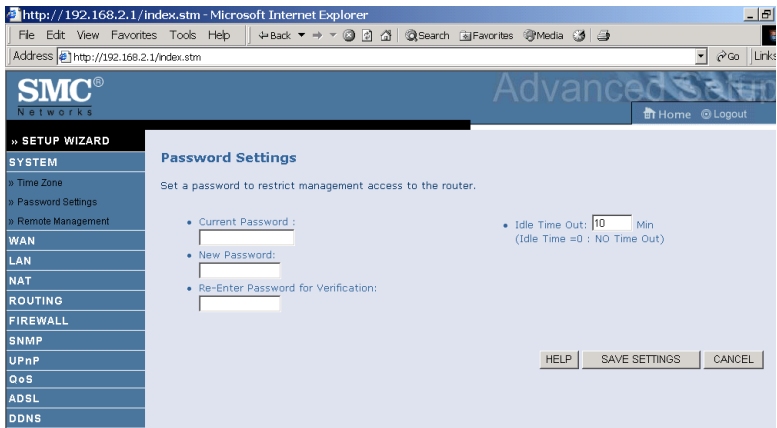 http://192.168.2.1/index.stm - Microsoft Internet Explorer
File Edit View Favorites Tools Help Back Search Favorites Media
Address http://192.168.2.1/index.stm Go Links
SMC®
Networks
Advanced Setup
Home Logout
» SETUP WIZARD
SYSTEM
» Time Zone
» Password Settings
» Remote Management
WAN
LAN
NAT
ROUTING
FIREWALL
SNMP
UPnP
QoS
ADSL
DDNS
Password Settings
Set a password to restrict management access to the router.
• Current Password :
• New Password:
• Re-Enter Password for Verification:
• Idle Time Out: 10 Min
(Idle Time =0 : NO Time Out)
HELP SAVE SETTINGS CANCEL